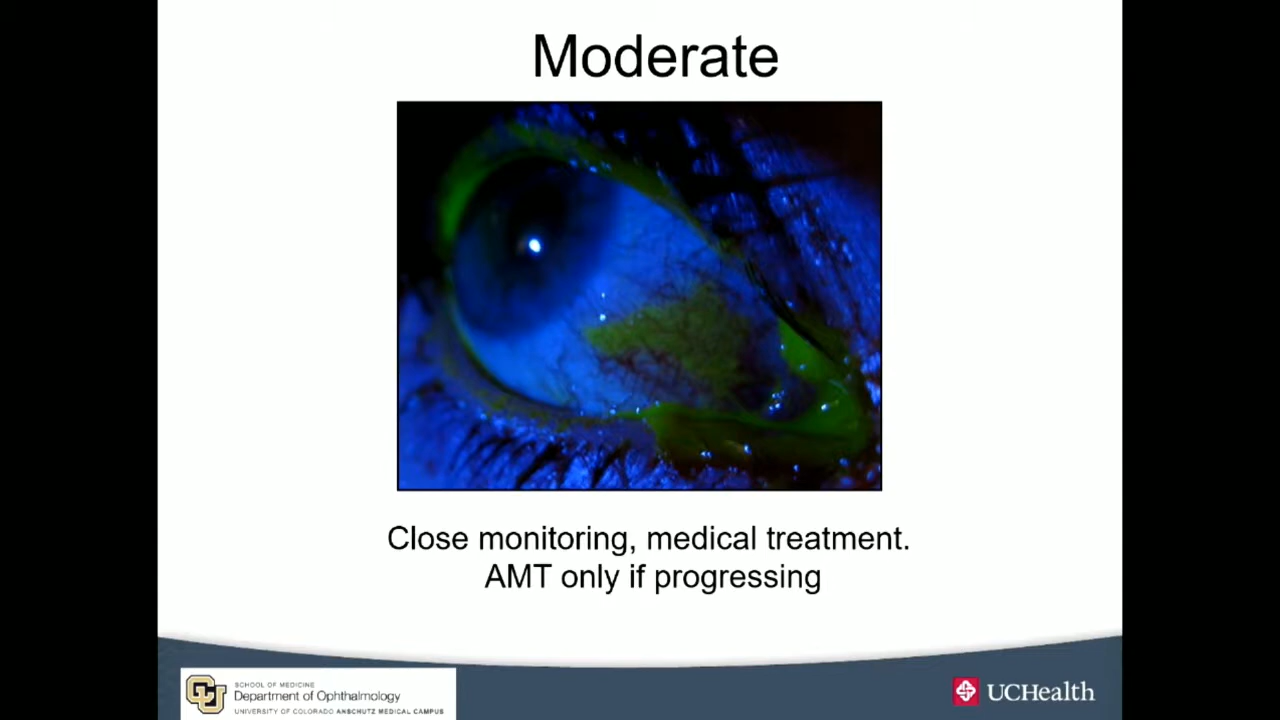 Moderate
Close monitoring, medical treatment.
AMT only if progressing
SCHOOL OF MEDICINE
Department of Ophthalmology
UNIVERSITY OF COLORADO ANSCHUTZ MEDICAL CAMPUS
UCHealth